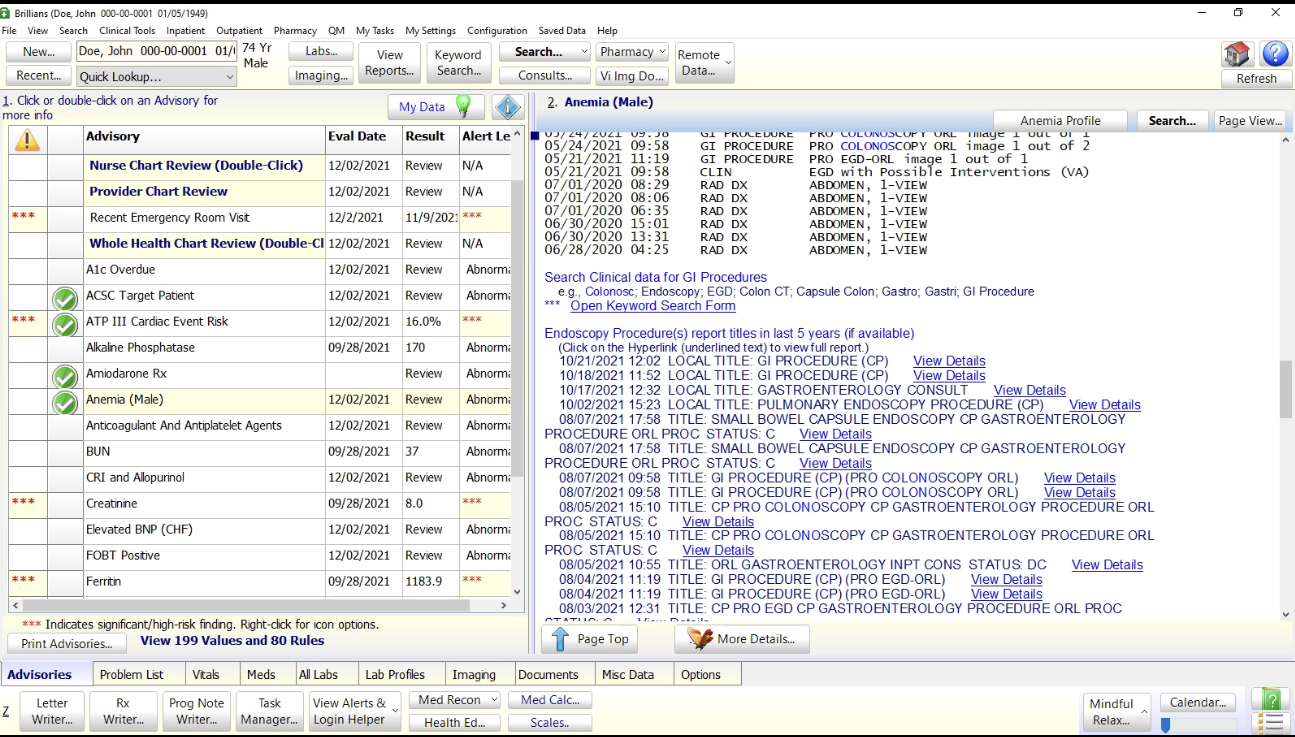 Brillians (Doe, John 000-00-0001 01/05/1949)
File View Search Clinical Tools Inpatient Outpatient Pharmacy QM My Tasks My Settings Configuration Saved Data Help
New... Doe, John 000-00-0001 01/( 74 Yr Male Labs... View Reports... Keyword Search... Search... Pharmacy Remote Data...
Recent... Quick Lookup... Imaging... Consults... Vi Img Do... Refresh
1. Click or double-click on an Advisory for
more info
My Data
Advisory Eval Date Result Alert Le
Nurse Chart Review (Double-Click) 12/02/2021 Review N/A
Provider Chart Review 12/02/2021 Review N/A
*** Recent Emergency Room Visit 12/2/2021 11/9/2021 ***
Whole Health Chart Review (Double-Cl 12/02/2021 Review N/A
A1c Overdue 12/02/2021 Review Abnorma
ACSC Target Patient 12/02/2021 Review Abnorma
*** ATP III Cardiac Event Risk 12/02/2021 16.0% ***
Alkaline Phosphatase 09/28/2021 170 Abnorma
Amiodarone Rx Review Abnorma
Anemia (Male) 12/02/2021 Review Abnorma
Anticoagulant And Antiplatelet Agents 12/02/2021 Review Abnorma
BUN 09/28/2021 37 Abnorma
CRI and Allopurinol 12/02/2021 Review Abnorma
*** Creatinine 09/28/2021 8.0 ***
Elevated BNP (CHF) 12/02/2021 Review Abnorma
FOBT Positive 12/02/2021 Review Abnorma
*** Ferritin 09/28/2021 1183.9 ***
*** Indicates significant/high-risk finding. Right-click for icon options.
Print Advisories... View 199 Values and 80 Rules
2. Anemia (Male)
Anemia Profile Search... Page View...
05/24/2021 09:58 GI PROCEDURE PRO COLONOSCOPY ORL image 1 out of 1
05/24/2021 09:58 GI PROCEDURE PRO COLONOSCOPY ORL image 1 out of 2
05/21/2021 11:19 GI PROCEDURE PRO EGD-ORL image 1 out of 1
05/21/2021 09:58 CLIN EGD with Possible Interventions (VA)
07/01/2020 08:29 RAD DX ABDOMEN, 1-VIEW
07/01/2020 08:06 RAD DX ABDOMEN, 1-VIEW
07/01/2020 06:35 RAD DX ABDOMEN, 1-VIEW
06/30/2020 15:01 RAD DX ABDOMEN, 1-VIEW
06/30/2020 13:31 RAD DX ABDOMEN, 1-VIEW
06/28/2020 04:25 RAD DX ABDOMEN, 1-VIEW
Search Clinical data for GI Procedures
e.g., Colonosc; Endoscopy; EGD; Colon CT; Capsule Colon; Gastro; Gastri; GI Procedure
*** Open Keyword Search Form
Endoscopy Procedure(s) report titles in last 5 years (if available)
(Click on the Hyperlink (underlined text) to view full report.)
10/21/2021 12:02 LOCAL TITLE: GI PROCEDURE (CP) View Details
10/18/2021 11:52 LOCAL TITLE: GI PROCEDURE (CP) View Details
10/17/2021 12:32 LOCAL TITLE: GASTROENTEROLOGY CONSULT View Details
10/02/2021 15:23 LOCAL TITLE: PULMONARY ENDOSCOPY PROCEDURE (CP) View Details
08/07/2021 17:58 TITLE: SMALL BOWEL CAPSULE ENDOSCOPY CP GASTROENTEROLOGY
PROCEDURE ORL PROC STATUS: C View Details
08/07/2021 17:58 TITLE: SMALL BOWEL CAPSULE ENDOSCOPY CP GASTROENTEROLOGY
PROCEDURE ORL PROC STATUS: C View Details
08/07/2021 09:58 TITLE: GI PROCEDURE (CP) (PRO COLONOSCOPY ORL) View Details
08/07/2021 09:58 TITLE: GI PROCEDURE (CP) (PRO COLONOSCOPY ORL) View Details
08/05/2021 15:10 TITLE: CP PRO COLONOSCOPY CP GASTROENTEROLOGY PROCEDURE ORL
PROC STATUS: C View Details
08/05/2021 15:10 TITLE: CP PRO COLONOSCOPY CP GASTROENTEROLOGY PROCEDURE ORL
PROC STATUS: C View Details
08/05/2021 10:55 TITLE: ORL GASTROENTEROLOGY INPT CONS STATUS: DC View Details
08/04/2021 11:19 TITLE: GI PROCEDURE (CP) (PRO EGD-ORL) View Details
08/04/2021 11:19 TITLE: GI PROCEDURE (CP) (PRO EGD-ORL) View Details
08/03/2021 12:31 TITLE: CP PRO EGD CP GASTROENTEROLOGY PROCEDURE ORL PROC
STATUS: C View Details
Page Top More Details...
Advisories Problem List Vitals Meds All Labs Lab Profiles Imaging Documents Misc Data Options
Z Letter Writer... Rx Writer... Prog Note Writer... Task Manager... View Alerts & Login Helper Med Recon Med Calc... Mindful Relax... Calendar...
Health Ed... Scales..